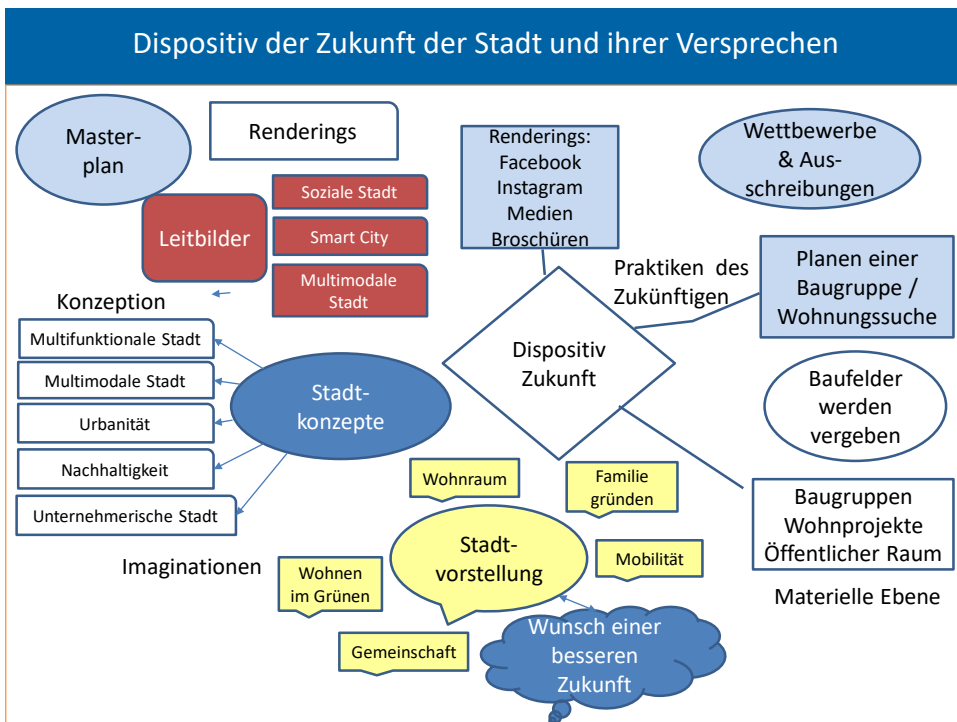 Dispositiv der Zukunft der Stadt und ihrer Versprechen
Master-
plan
Renderings
Leitbilder
Soziale Stadt
Smart City
Multimodale
Stadt
Konzeption
Multifunktionale Stadt
Multimodale Stadt
Urbanität
Nachhaltigkeit
Unternehmerische Stadt
Stadt-
konzepte
Imaginationen
Renderings:
Facebook
Instagram
Medien
Broschüren
Dispositiv
Zukunft
Praktiken des
Zukünftigen
Wettbewerbe
& Aus-
schreibungen
Planen einer
Baugruppe /
Wohnungssuche
Baufelder
werden
vergeben
Baugruppen
Wohnprojekte
Öffentlicher Raum
Materielle Ebene
Wohnraum
Familie
gründen
Stadt-
vorstellung
Mobilität
Wohnen
im Grünen
Gemeinschaft
Wunsch einer
besseren
Zukunft